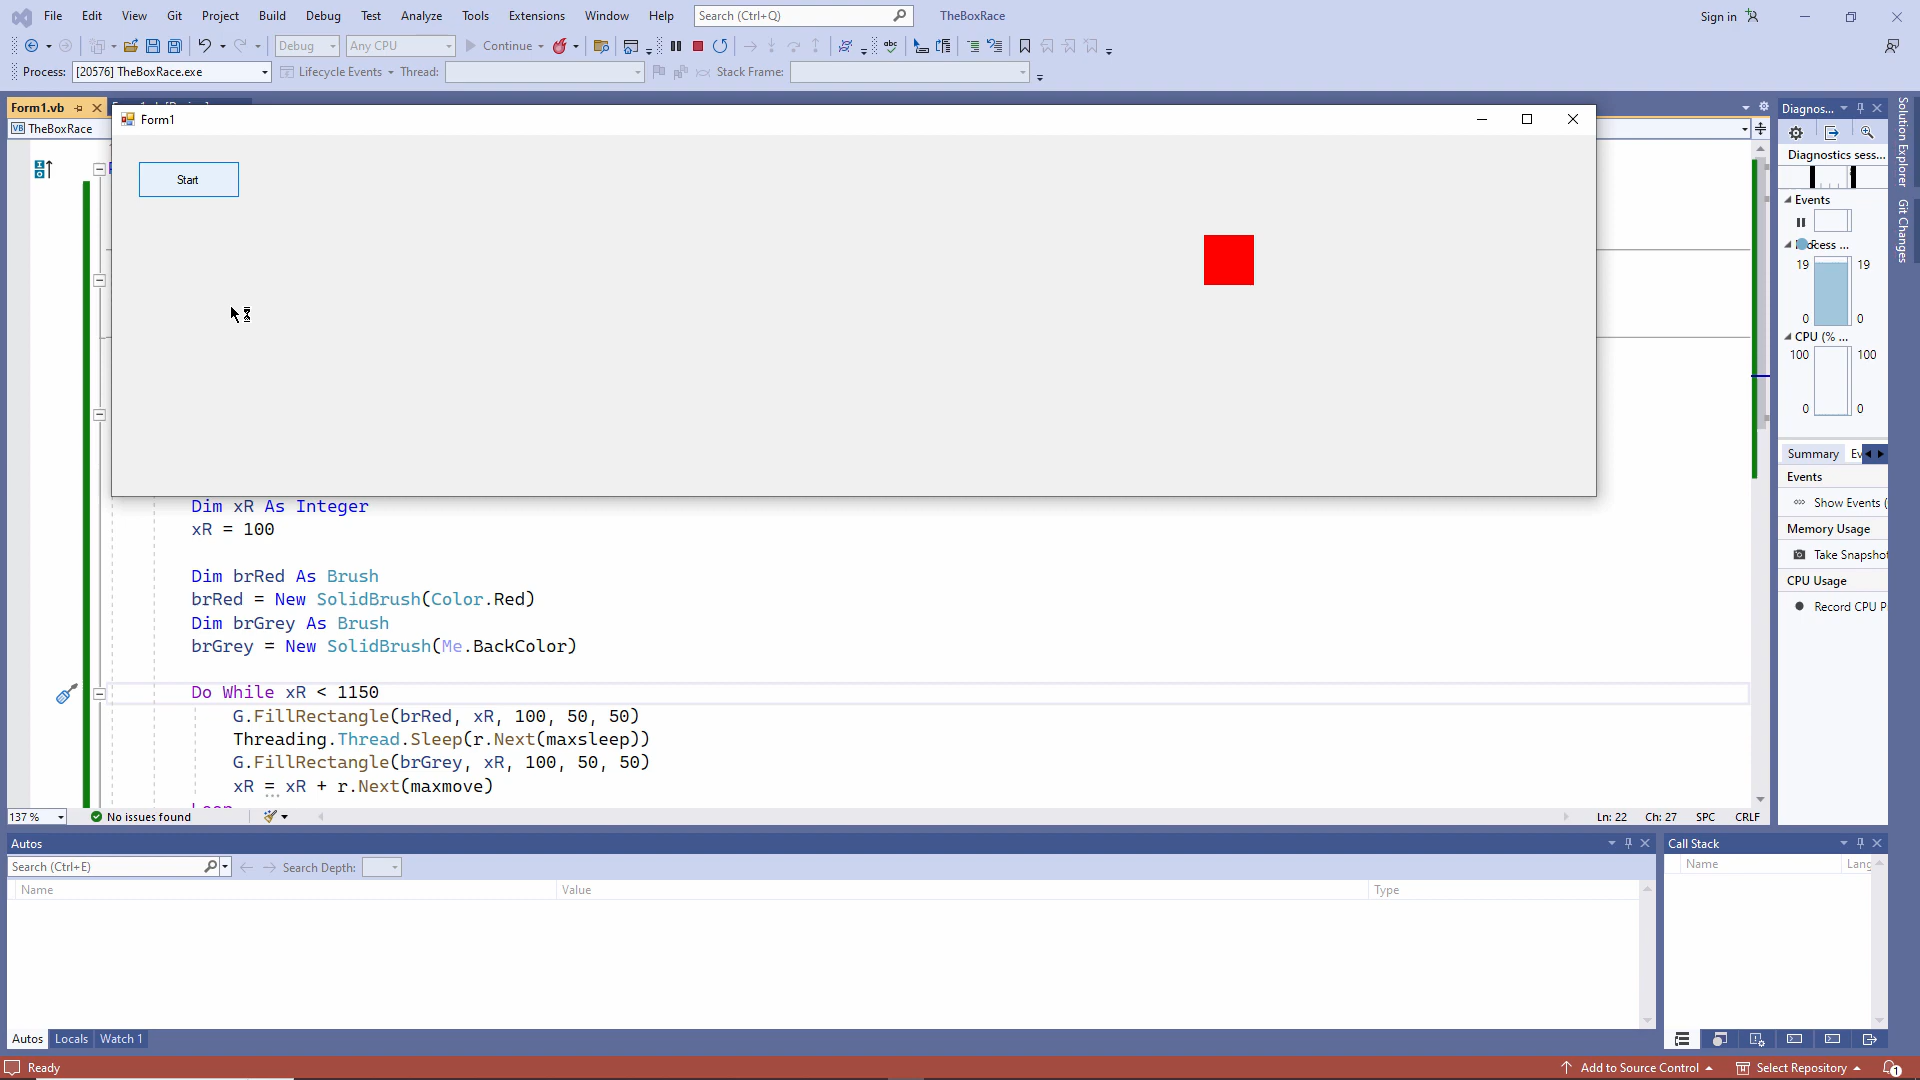 File Edit View Git Project Build Debug Test Analyze Tools Extensions Window Help Search (Ctrl+Q) TheBoxRace Sign in
Debug Any CPU Continue
Process: [20576] TheBoxRace.exe Lifecycle Events Thread: Stack Frame:
Form1.vb Diagnos...
Form1
VB TheBoxRace
Start
Diagnostics sess...
Solution Explorer
Git Changes
Events
19 19
0 0
CPU (% ...
100 100
0 0
Summary
Events
Show Events (
Memory Usage
Take Snapshot
CPU Usage
Record CPU P
Dim xR As Integer
xR = 100
Dim brRed As Brush
brRed = New SolidBrush(Color.Red)
Dim brGrey As Brush
brGrey = New SolidBrush(Me.BackColor)
Do While xR < 1150
G.FillRectangle(brRed, xR, 100, 50, 50)
Threading.Thread.Sleep(r.Next(maxsleep))
G.FillRectangle(brGrey, xR, 100, 50, 50)
xR = xR + r.Next(maxmove)
137 % No issues found Ln: 22 Ch: 27 SPC CRLF
Autos Call Stack
Search (Ctrl+E) Search Depth: Name Lang
Name Value Type
Autos Locals Watch 1
Ready Add to Source Control Select Repository 1